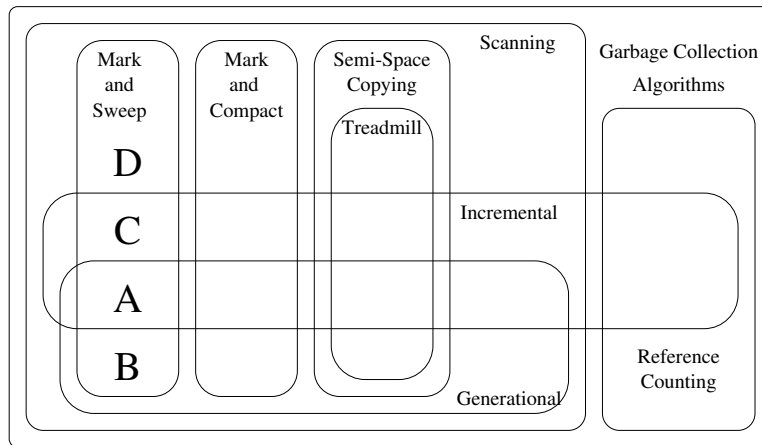 Scanning
Garbage Collection
Algorithms
Mark
and
Sweep
Mark
and
Compact
Semi-Space
Copying
Treadmill
D
Incremental
C
A
B
Generational
Reference
Counting